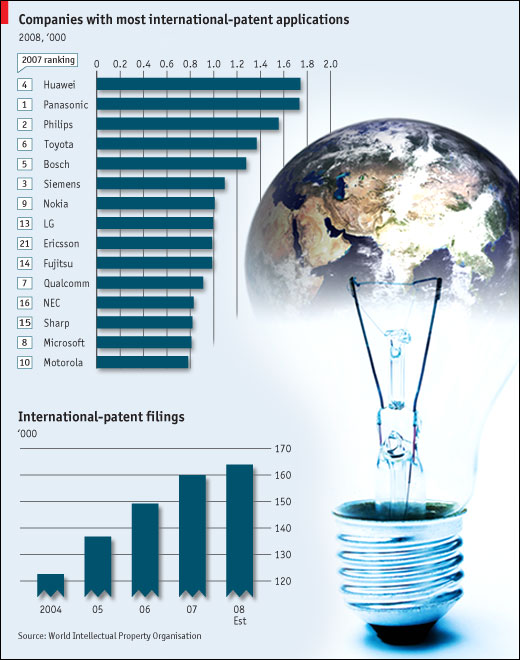 Companies with most international-patent applications
2008, '000
2007 ranking
0 0.2 0.4 0.6 0.8 1.0 1.2 1.4 1.6 1.8 2.0
4 Huawei
1 Panasonic
2 Philips
6 Toyota
5 Bosch
3 Siemens
9 Nokia
13 LG
21 Ericsson
14 Fujitsu
7 Qualcomm
16 NEC
15 Sharp
8 Microsoft
10 Motorola
International-patent filings
'000
170
160
150
140
130
120
2004 05 06 07 08
Est
Source: World Intellectual Property Organisation